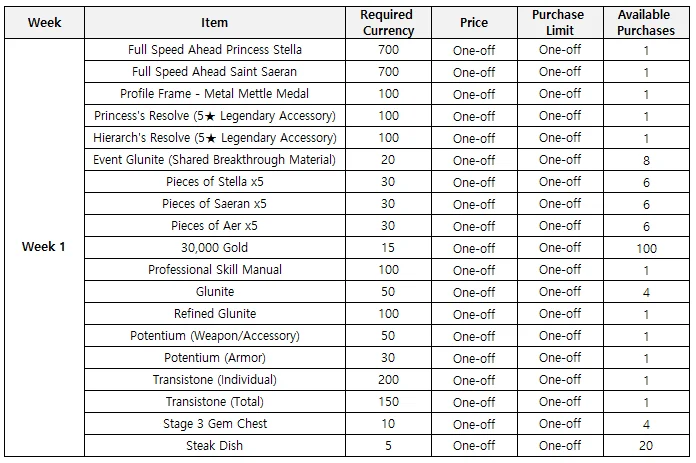 Week Item Required Currency Price Purchase Limit Available Purchases
Week 1
Full Speed Ahead Princess Stella 700 One-off One-off 1
Full Speed Ahead Saint Saeran 700 One-off One-off 1
Profile Frame - Metal Mettle Medal 100 One-off One-off 1
Princess's Resolve (5★ Legendary Accessory) 100 One-off One-off 1
Hierarch's Resolve (5★ Legendary Accessory) 100 One-off One-off 1
Event Glunite (Shared Breakthrough Material) 20 One-off One-off 8
Pieces of Stella x5 30 One-off One-off 6
Pieces of Saeran x5 30 One-off One-off 6
Pieces of Aer x5 30 One-off One-off 6
30,000 Gold 15 One-off One-off 100
Professional Skill Manual 100 One-off One-off 1
Glunite 50 One-off One-off 4
Refined Glunite 100 One-off One-off 1
Potentium (Weapon/Accessory) 50 One-off One-off 1
Potentium (Armor) 30 One-off One-off 1
Transistone (Individual) 200 One-off One-off 1
Transistone (Total) 150 One-off One-off 1
Stage 3 Gem Chest 10 One-off One-off 4
Steak Dish 5 One-off One-off 20